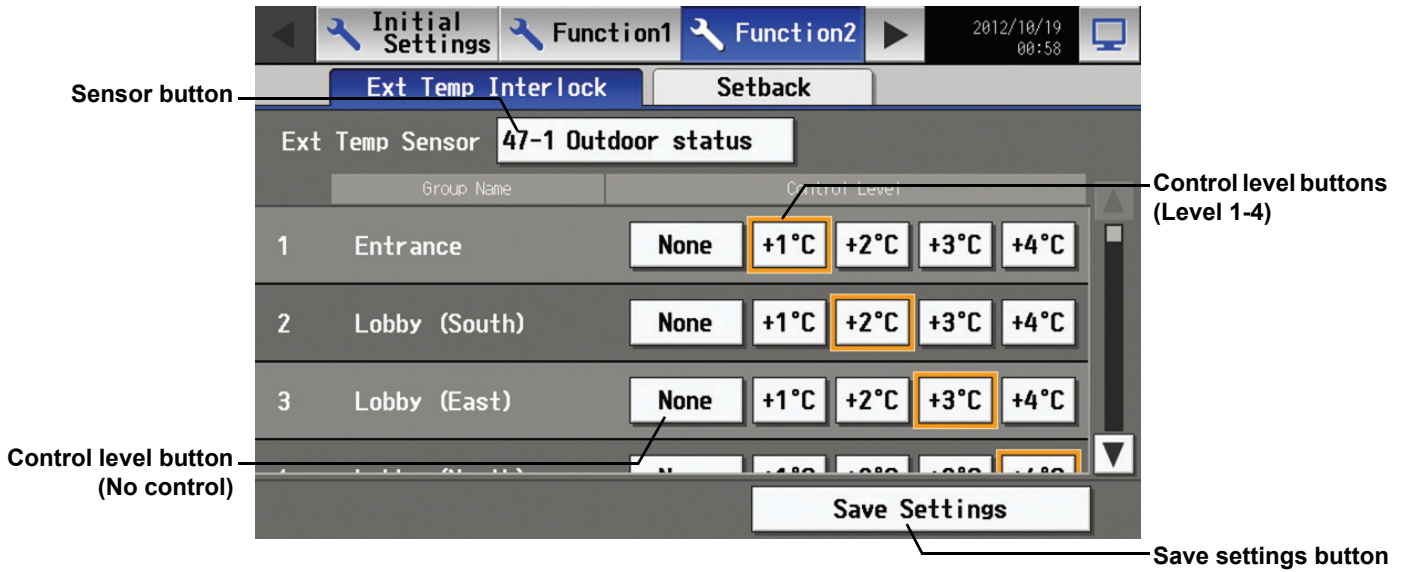 Initial
Settings
Function1
Function2
2012/10/19
00:58
Ext Temp Interlock
Setback
Sensor button
Ext Temp Sensor
47-1 Outdoor status
Group Name
Control Level
Control level buttons
(Level 1-4)
1 Entrance None +1°C +2°C +3°C +4°C
2 Lobby (South) None +1°C +2°C +3°C +4°C
3 Lobby (East) None +1°C +2°C +3°C +4°C
Control level button
(No control)
Save Settings
Save settings button